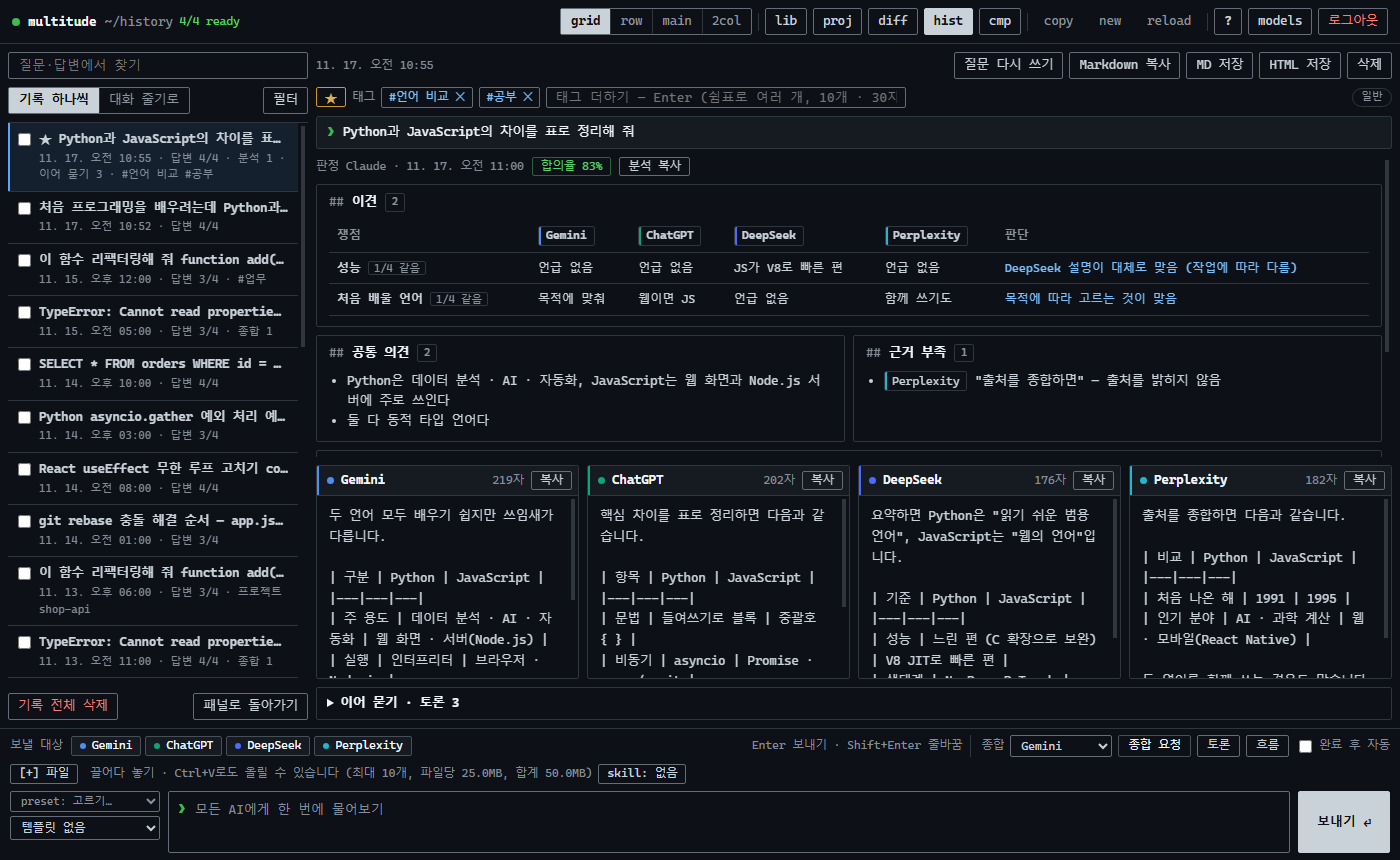 multitude ~/history 4/4 ready
grid row main 2col lib proj diff hist cmp copy new reload ? models 로그아웃
질문·답변에서 찾기
11. 17. 오전 10:55
질문 다시 쓰기 Markdown 복사 MD 저장 HTML 저장 삭제
기록 하나씩 대화 줄기로 필터
★ 태그 #언어 비교 × #공부 × 태그 더하기 — Enter (쉼표로 여러 개, 10개 · 30자 일반
★ Python과 JavaScript의 차이를 표…
11. 17. 오전 10:55 · 답변 4/4 · 분석 1 ·
이어 묻기 3 · #언어 비교 #공부
처음 프로그래밍을 배우려는데 Python과…
11. 17. 오전 10:52 · 답변 4/4
이 함수 리팩터링해 줘 function add(…
11. 15. 오후 12:00 · 답변 3/4 · #업무
TypeError: Cannot read propertie…
11. 15. 오전 05:00 · 답변 3/4 · 종합 1
SELECT * FROM orders WHERE id = …
11. 14. 오후 10:00 · 답변 4/4
Python asyncio.gather 예외 처리 예…
11. 14. 오후 03:00 · 답변 3/4
React useEffect 무한 루프 고치기 co…
11. 14. 오전 08:00 · 답변 4/4
git rebase 충돌 해결 순서 — app.js…
11. 14. 오전 01:00 · 답변 3/4
이 함수 리팩터링해 줘 function add(…
11. 13. 오후 06:00 · 답변 3/4 · 프로젝트
shop-api
TypeError: Cannot read propertie…
11. 13. 오전 11:00 · 답변 4/4 · 종합 1
기록 전체 삭제 패널로 돌아가기
❯ Python과 JavaScript의 차이를 표로 정리해 줘
판정 Claude · 11. 17. 오전 11:00 합의율 83% 분석 복사
## 이견 2
쟁점 Gemini ChatGPT DeepSeek Perplexity 판단
성능 1/4 같음 언급 없음 언급 없음 JS가 V8로 빠른 편 언급 없음 DeepSeek 설명이 대체로 맞음 (작업에 따라 다름)
처음 배울 언어 1/4 같음 목적에 맞춰 웹이면 JS 언급 없음 함께 쓰기도 목적에 따라 고르는 것이 맞음
## 공통 의견 2
• Python은 데이터 분석 · AI · 자동화, JavaScript는 웹 화면과 Node.js 서
버에 주로 쓰인다
• 둘 다 동적 타입 언어다
## 근거 부족 1
• Perplexity "출처를 종합하면" — 출처를 밝히지 않음
Gemini 219자 복사
두 언어 모두 배우기 쉽지만 쓰임새가
다릅니다.
| 구분 | Python | JavaScript |
|---|---|---|
| 주 용도 | 데이터 분석 · AI · 자
동화 | 웹 화면 · 서버(Node.js) |
| 실행 | 인터프리터 | 브라우저 ·
ChatGPT 202자 복사
핵심 차이를 표로 정리하면 다음과 같
습니다.
| 항목 | Python | JavaScript |
|---|---|---|
| 문법 | 들여쓰기로 블록 | 중괄호
{ } |
| 비동기 | asyncio | Promise ·
DeepSeek 176자 복사
요약하면 Python은 "읽기 쉬운 범용
언어", JavaScript는 "웹의 언어"입
니다.
| 기준 | Python | JavaScript |
|---|---|---|
| 성능 | 느린 편 (C 확장으로 보완)
| V8 JIT로 빠른 편 |
Perplexity 182자 복사
출처를 종합하면 다음과 같습니다.
| 비교 | Python | JavaScript |
|---|---|---|
| 처음 나온 해 | 1991 | 1995 |
| 인기 분야 | AI · 과학 계산 | 웹
· 모바일(React Native) |
▶ 이어 묻기 · 토론 3
보낼 대상 Gemini ChatGPT DeepSeek Perplexity
Enter 보내기 · Shift+Enter 줄바꿈 종합 Gemini 종합 요청 토론 흐름 완료 후 자동
[+] 파일 끌어다 놓기 · Ctrl+V로도 올릴 수 있습니다 (최대 10개, 파일당 25.0MB, 합계 50.0MB) skill: 없음
preset: 고르기…
템플릿 없음
❯ 모든 AI에게 한 번에 물어보기
보내기 ↵